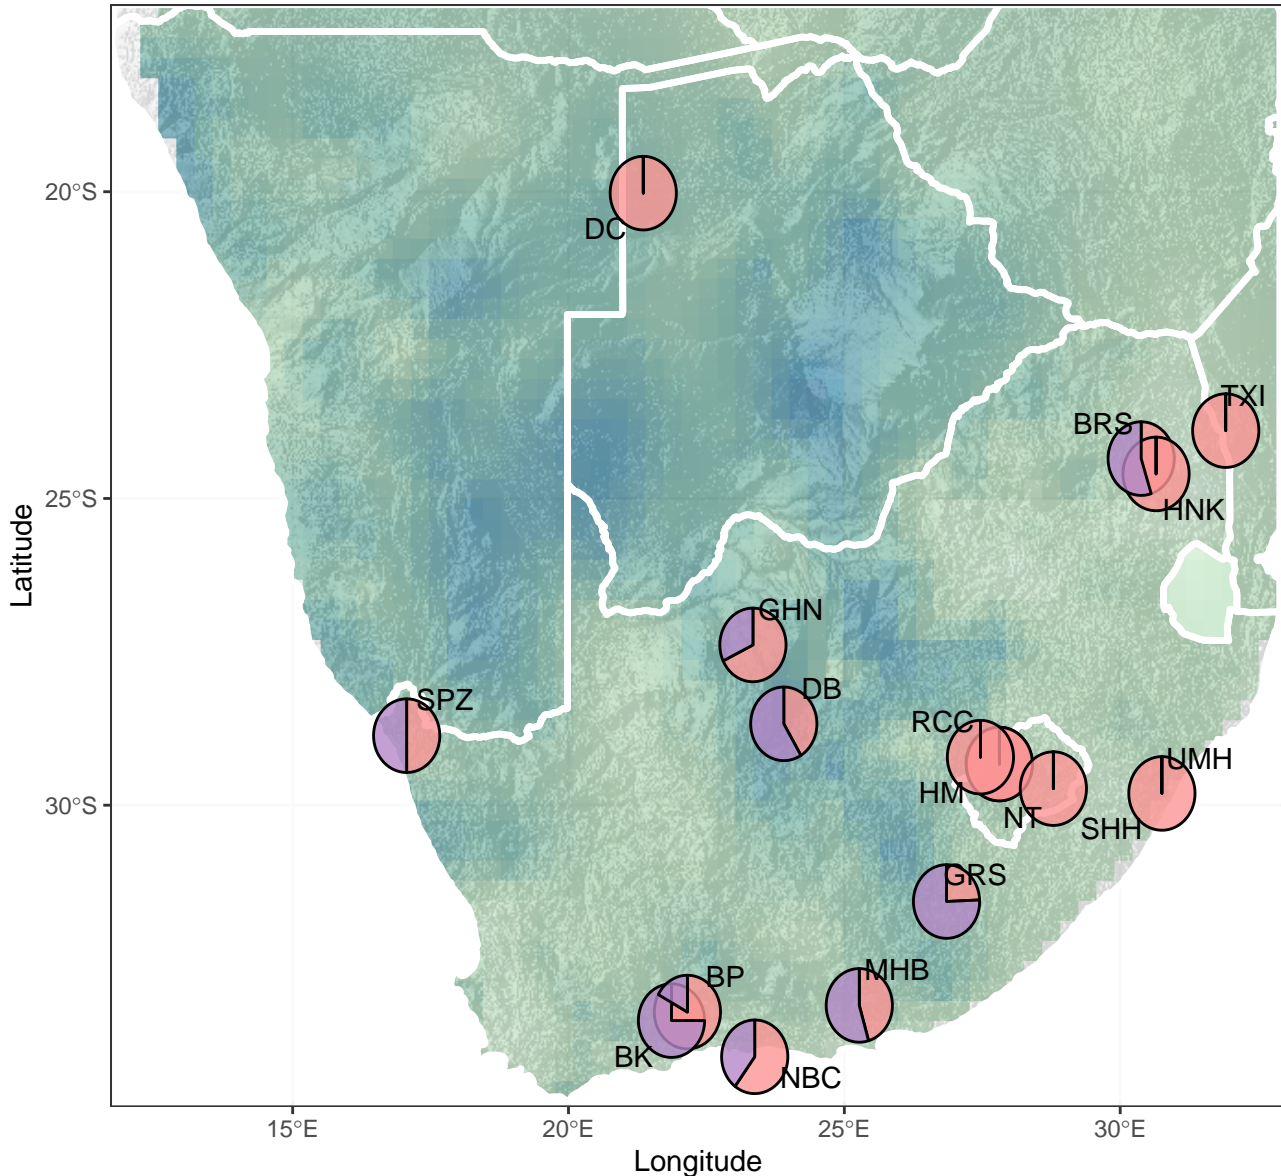 20°S
DC
TXI
BRS
25°S
HNK
Latitude
GHN
DB
SPZ
RCC
UMH
30°S
HM
NT
SHH
GRS
MHB
BP
BK
NBC
15°E
20°E
25°E
30°E
Longitude